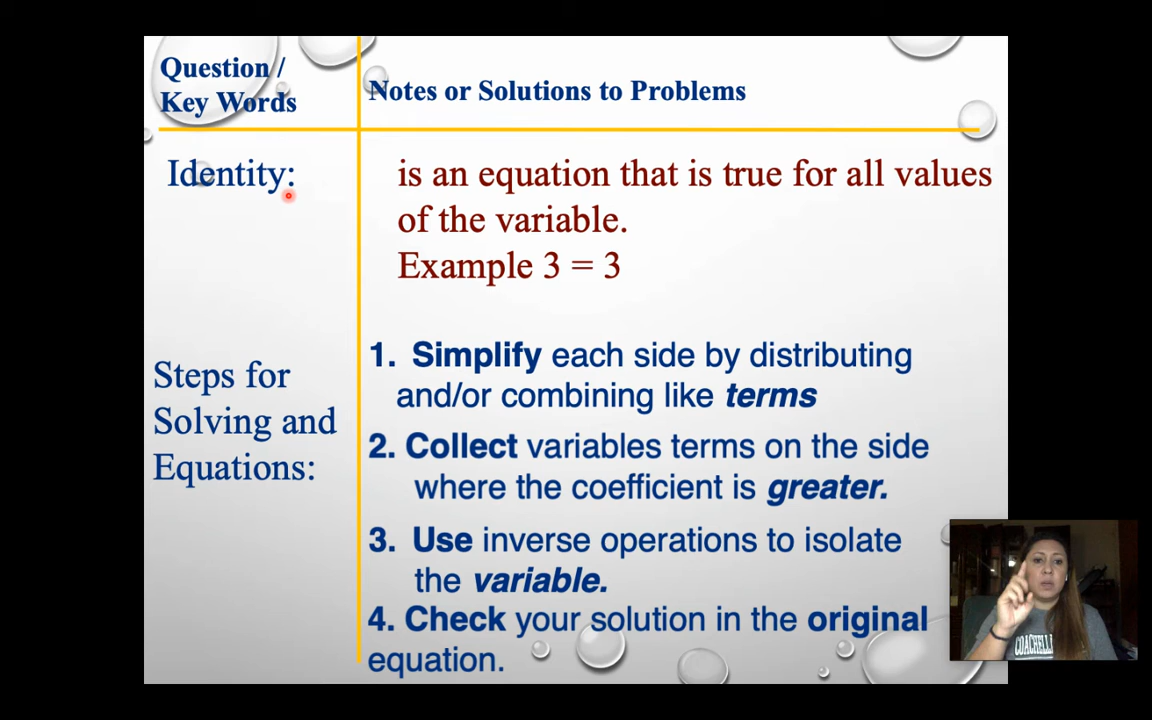 Question /
Key Words
Notes or Solutions to Problems
Identity:
is an equation that is true for all values
of the variable.
Example 3 = 3
Steps for
Solving and
Equations:
1. Simplify each side by distributing
and/or combining like terms
2. Collect variables terms on the side
where the coefficient is greater.
3. Use inverse operations to isolate
the variable.
4. Check your solution in the original
equation.
COACHELL